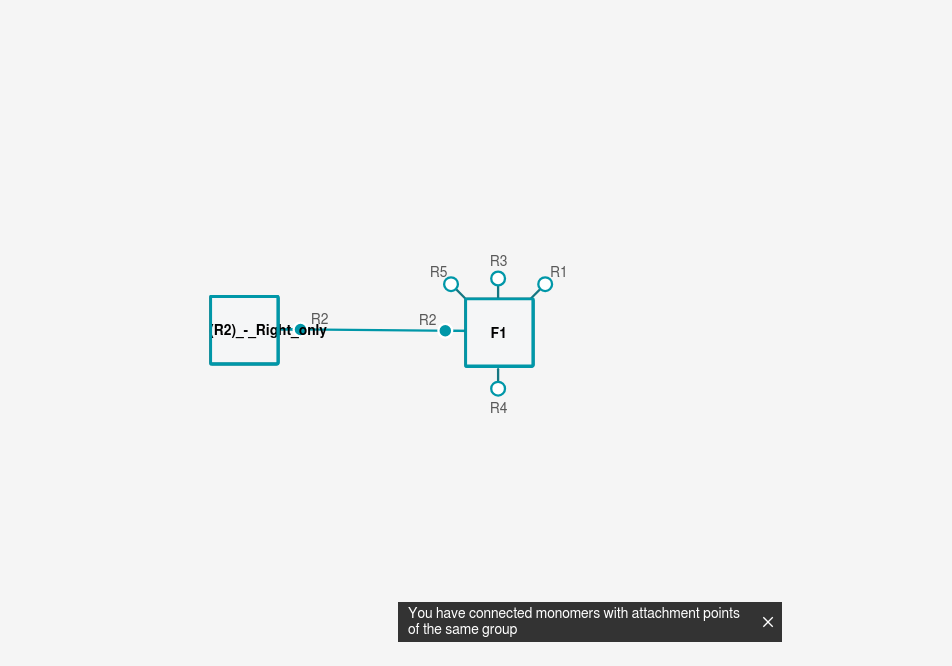 R3
R5
R1
R2
R2
(R2)_-_Right_only
F1
R4
You have connected monomers with attachment points
of the same group